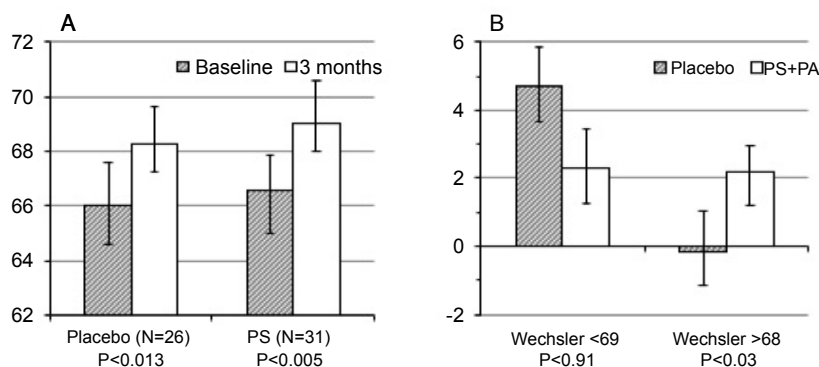 A
72
70
68
66
64
62
Baseline 3 months
Placebo (N=26) PS (N=31)
P<0.013 P<0.005
B
6
4
2
0
-2
Placebo PS+PA
Wechsler <69 Wechsler >68
P<0.91 P<0.03